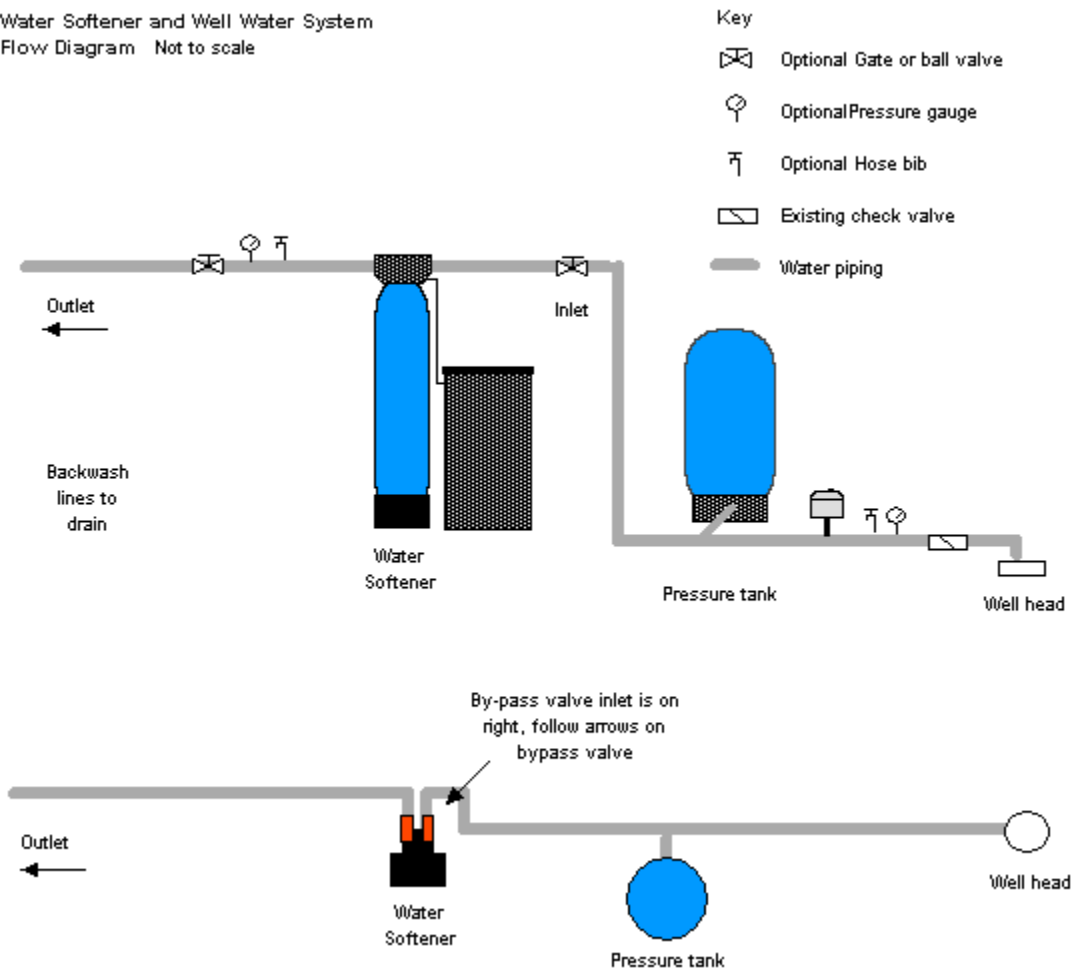 Water Softener and Well Water System
Flow Diagram Not to scale
Key
Optional Gate or ball valve
OptionalPressure gauge
Optional Hose bib
Existing check valve
Water piping
Outlet
Inlet
Backwash
lines to
drain
Water
Softener
Pressure tank
Well head
By-pass valve inlet is on
right, follow arrows on
bypass valve
Outlet
Water
Softener
Pressure tank
Well head